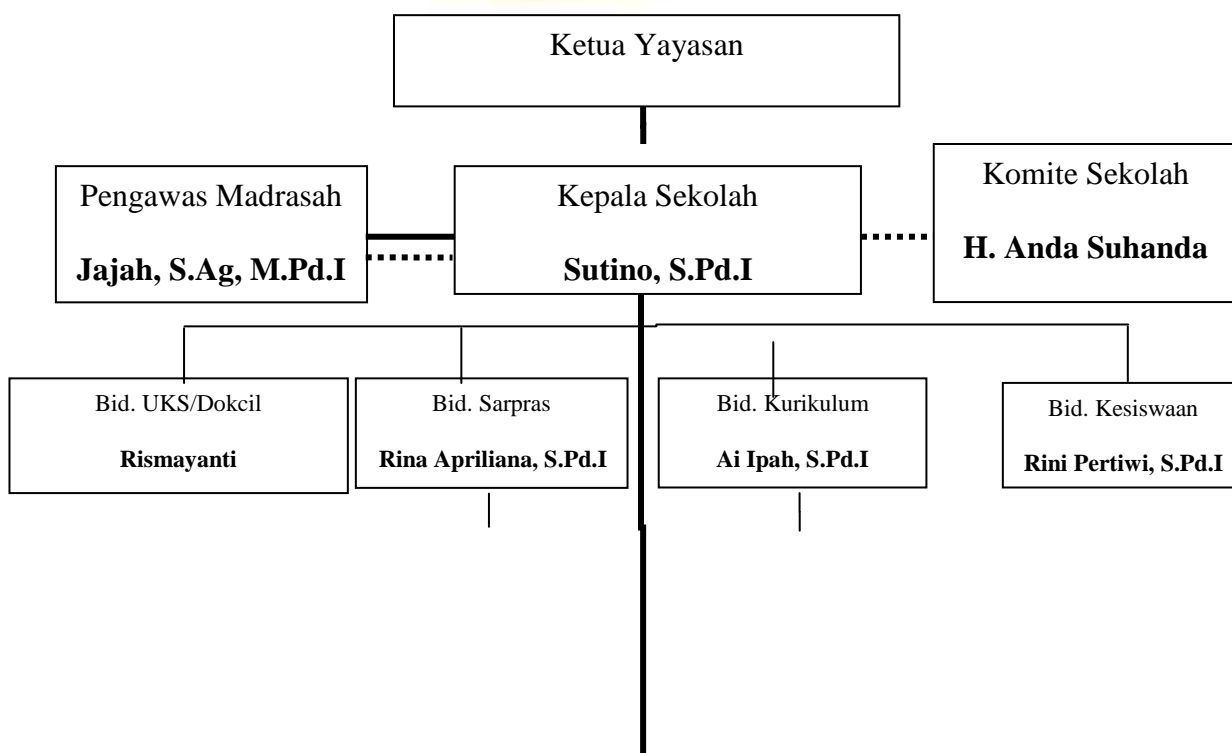 Ketua Yayasan
Pengawas Madrasah
Jajah, S.Ag, M.Pd.I
Kepala Sekolah
Sutino, S.Pd.I
Komite Sekolah
H. Anda Suhanda
Bid. UKS/Dokcil
Rismayanti
Bid. Sarpras
Rina Apriliana, S.Pd.I
Bid. Kurikulum
Ai Ipah, S.Pd.I
Bid. Kesiswaan
Rini Pertiwi, S.Pd.I